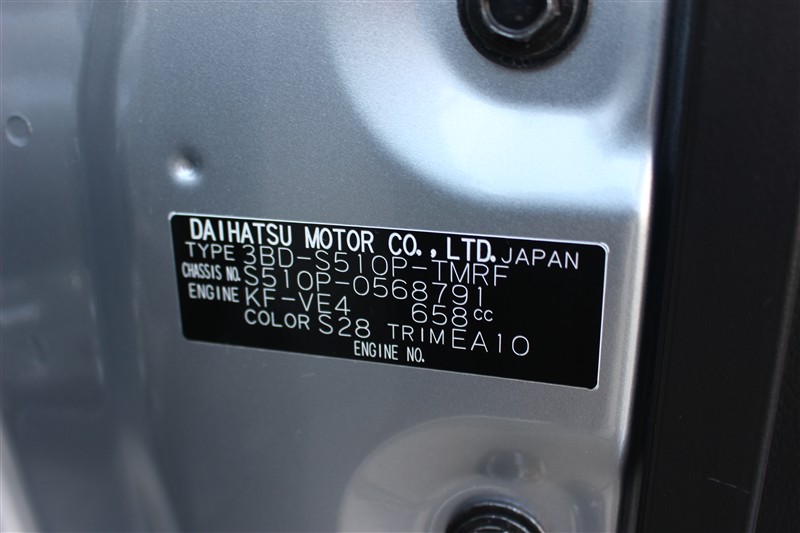 DAIHATSU MOTOR CO., LTD. JAPAN
TYPE 3BD-S510P-TMRF
CHASSIS NO. S510P-0568791
ENGINE KF-VE4 658cc
COLOR S28 TRIM EA10
ENGINE NO.